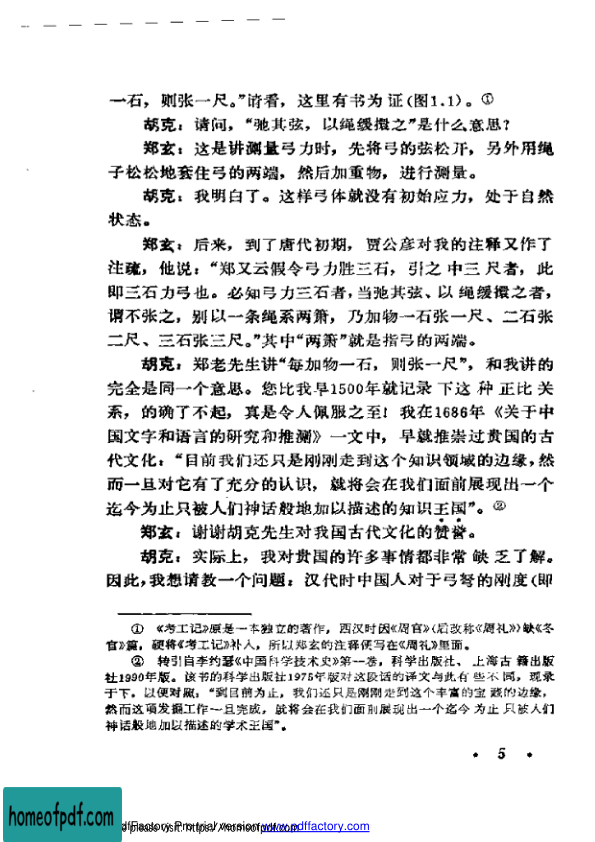 一石，则张一尺。”请看，这里有书为证(图1.1)。①
胡克：请问，“弛其弦，以绳缓擐之”是什么意思？
郑玄：这是讲测量弓力时，先将弓的弦松开，另外用绳
子松松地套住弓的两端，然后加重物，进行测量。
胡克：我明白了。这样弓体就没有初始应力，处于自然
状态。
郑玄：后来，到了唐代初期，贾公彦对我的注释又作了
注疏，他说：“郑又云假令弓力胜三石，引之中三尺者，此
即三石力弓也。必知弓力三石者，当弛其弦、以绳缓擐之者，
谓不张之，别以一条绳系两箫，乃加物一石张一尺、二石张
二尺、三石张三尺。”其中“两箫”就是指弓的两端。
胡克：郑老先生讲“每加物一石，则张一尺”，和我讲的
完全是同一个意思。您比我早1500年就记录下这种正比关
系，的确了不起，真是令人佩服之至！我在1686年《关于中
国文字和语言的研究和推测》一文中，早就推崇过贵国的古
代文化：“目前我们还只是刚刚走到这个知识领域的边缘，然
而一旦对它有了充分的认识，就将会在我们面前展现出一个
迄今为止只被人们神话般地加以描述的知识王国”。②
郑玄：谢谢胡克先生对我国古代文化的赞誉。
胡克：实际上，我对贵国的许多事情都非常缺乏了解。
因此，我想请教一个问题：汉代时中国人对于弓弩的刚度(即
① 《考工记》原是一本独立的著作，西汉时因《周官》(后改称《周礼》)缺《冬
官》篇，硬将《考工记》补入，所以郑玄的注释便写在《周礼》里面。
② 转引自李约瑟《中国科学技术史》第一卷，科学出版社、上海古籍出版
社1990年版。该书的科学出版社1975年版对这段话的译文与此有些不同，现录
于下，以便对照：“到目前为止，我们还只是刚刚走到这个丰富的宝藏的边缘，
然而这项发掘工作一旦完成，就将会在我们面前展现出一个迄今为止只被人们
神话般地加以描述的学术王国”。
· 5 ·
homeofpdf.com
pdfFactory Pro trial version www.pdfactory.com
please visit: https://homeofpdf.com